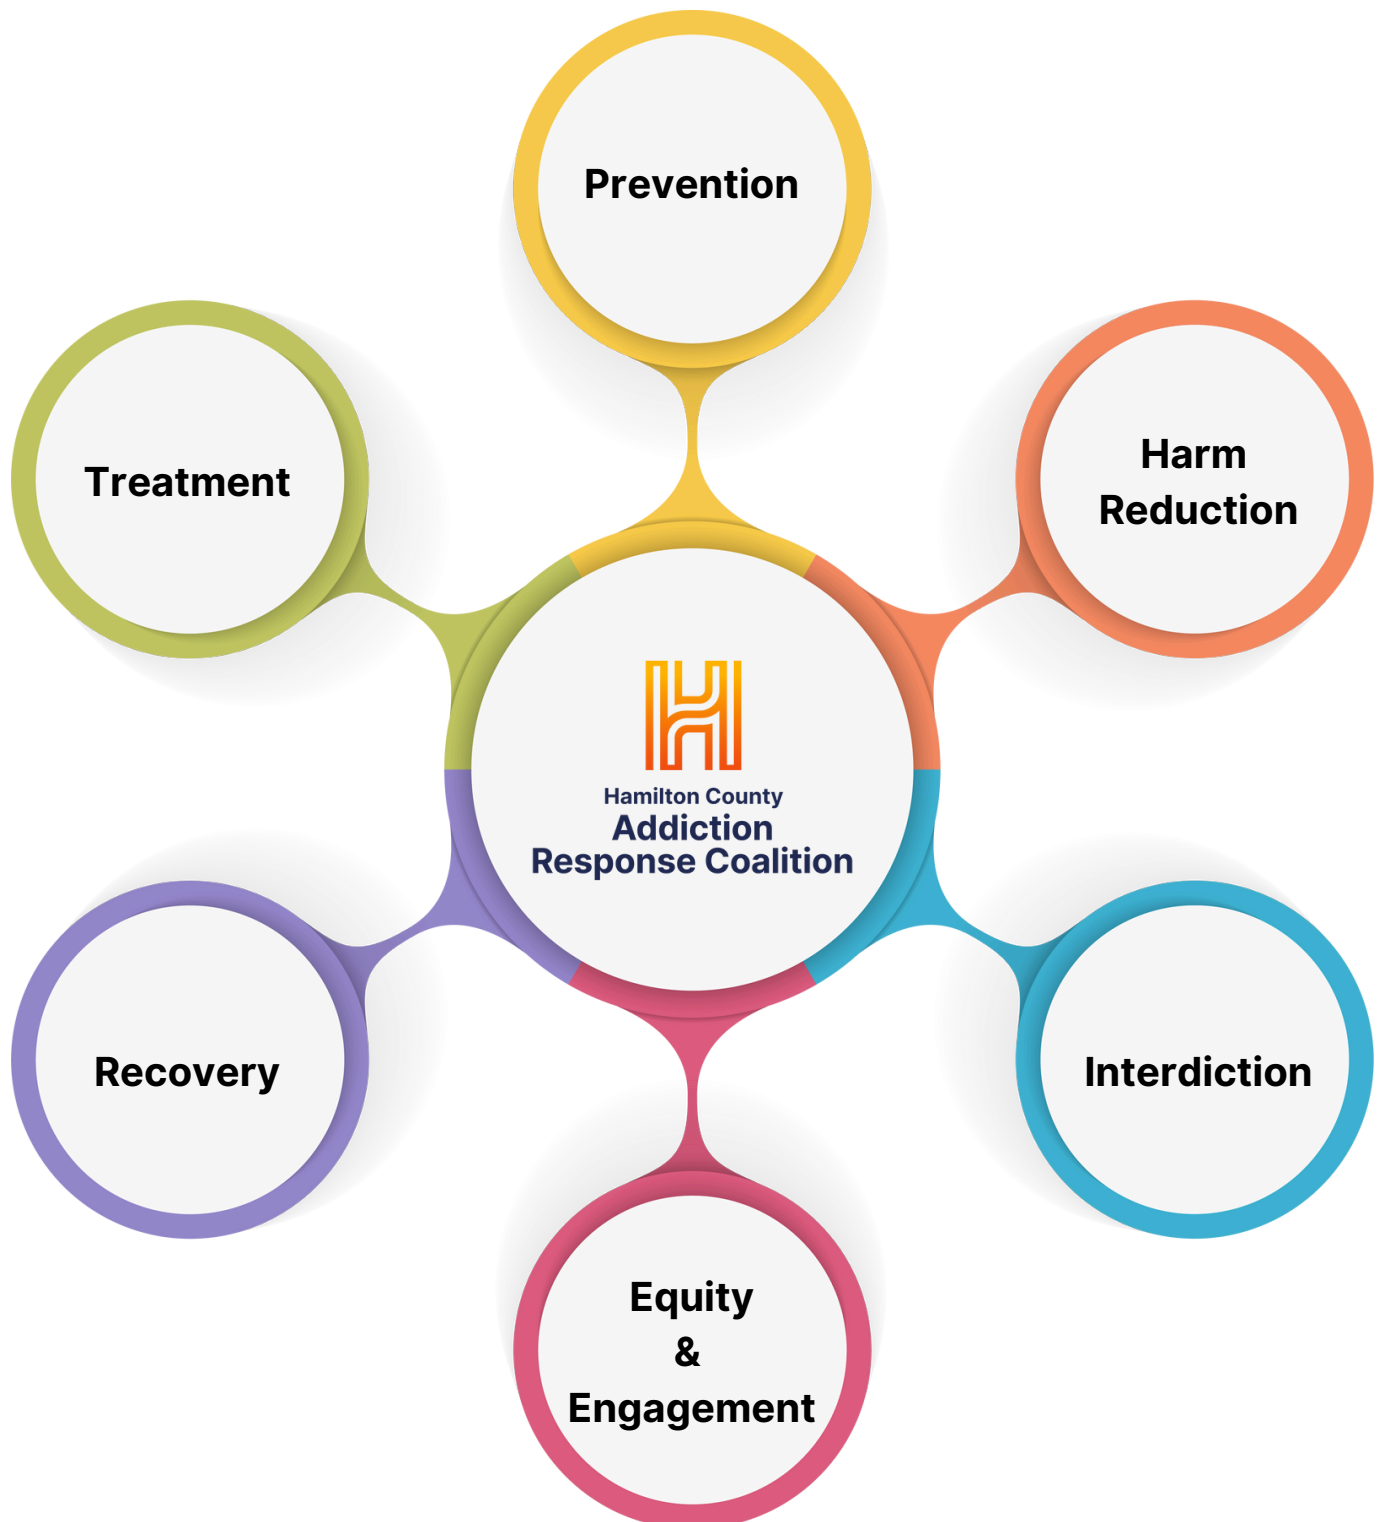 Prevention
Treatment
Harm
Reduction
Hamilton County
Addiction
Response Coalition
Recovery
Interdiction
Equity
&
Engagement